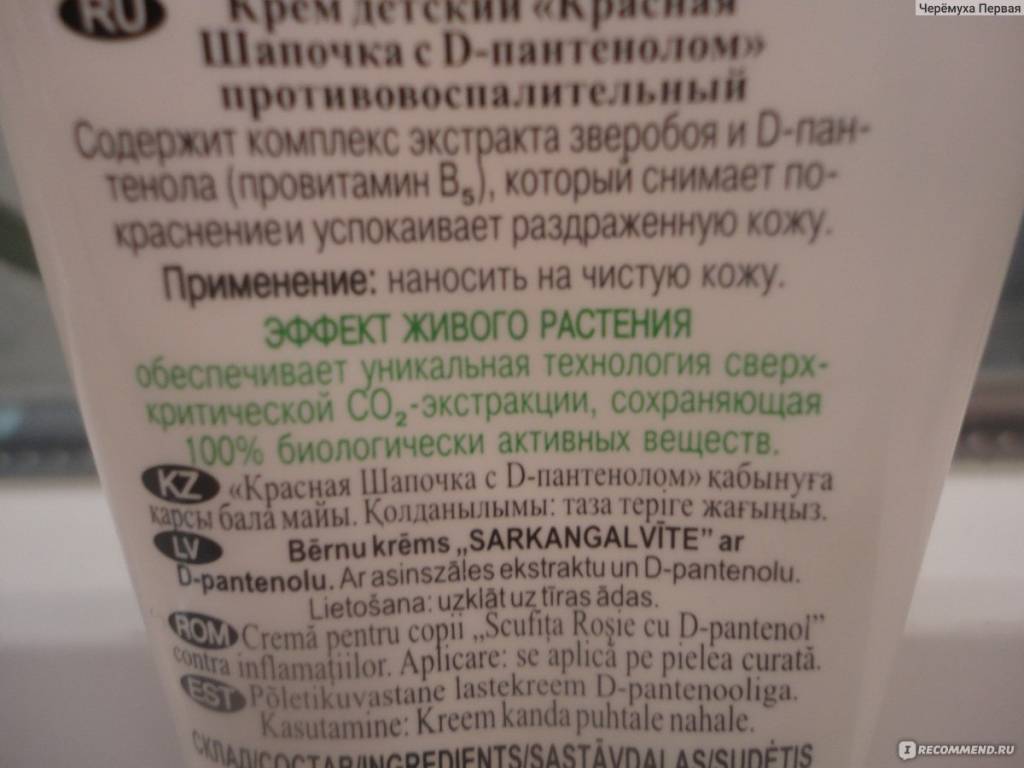 Черёмуха Первая
RU Крем детский «Красная
Шапочка с D-пантенолом»
противовоспалительный
Содержит комплекс экстракта зверобоя и D-пан-
тенола (провитамин В₅), который снимает по-
краснение и успокаивает раздраженную кожу.
Применение: наносить на чистую кожу.
ЭФФЕКТ ЖИВОГО РАСТЕНИЯ
обеспечивает уникальная технология сверх-
критической CO₂-экстракции, сохраняющая
100% биологически активных веществ.
KZ «Красная Шапочка с D-пантенолом» қабынуға
қарсы бала майы. Қолданылымы: таза теріге жағыңыз.
LV Bērnu krēms „SARKANGALVĪTE” ar
D-pantenolu. Ar asinszāles ekstraktu un D-pantenolu.
Lietošana: uzklāt uz tīras ādas.
ROM Cremă pentru copii „Scufița Roșie cu D-pantenol”
contra inflamațiilor. Aplicare: se aplică pe pielea curată.
EST Põletikuvastane lastekreem D-pantenooliga.
Kasutamine: Kreem kanda puhtale nahale.
СКЛАД/СОСТАВ/INGREDIENTS/SASTĀVDAĻAS/SUDĖTIS
IRECOMMEND.RU